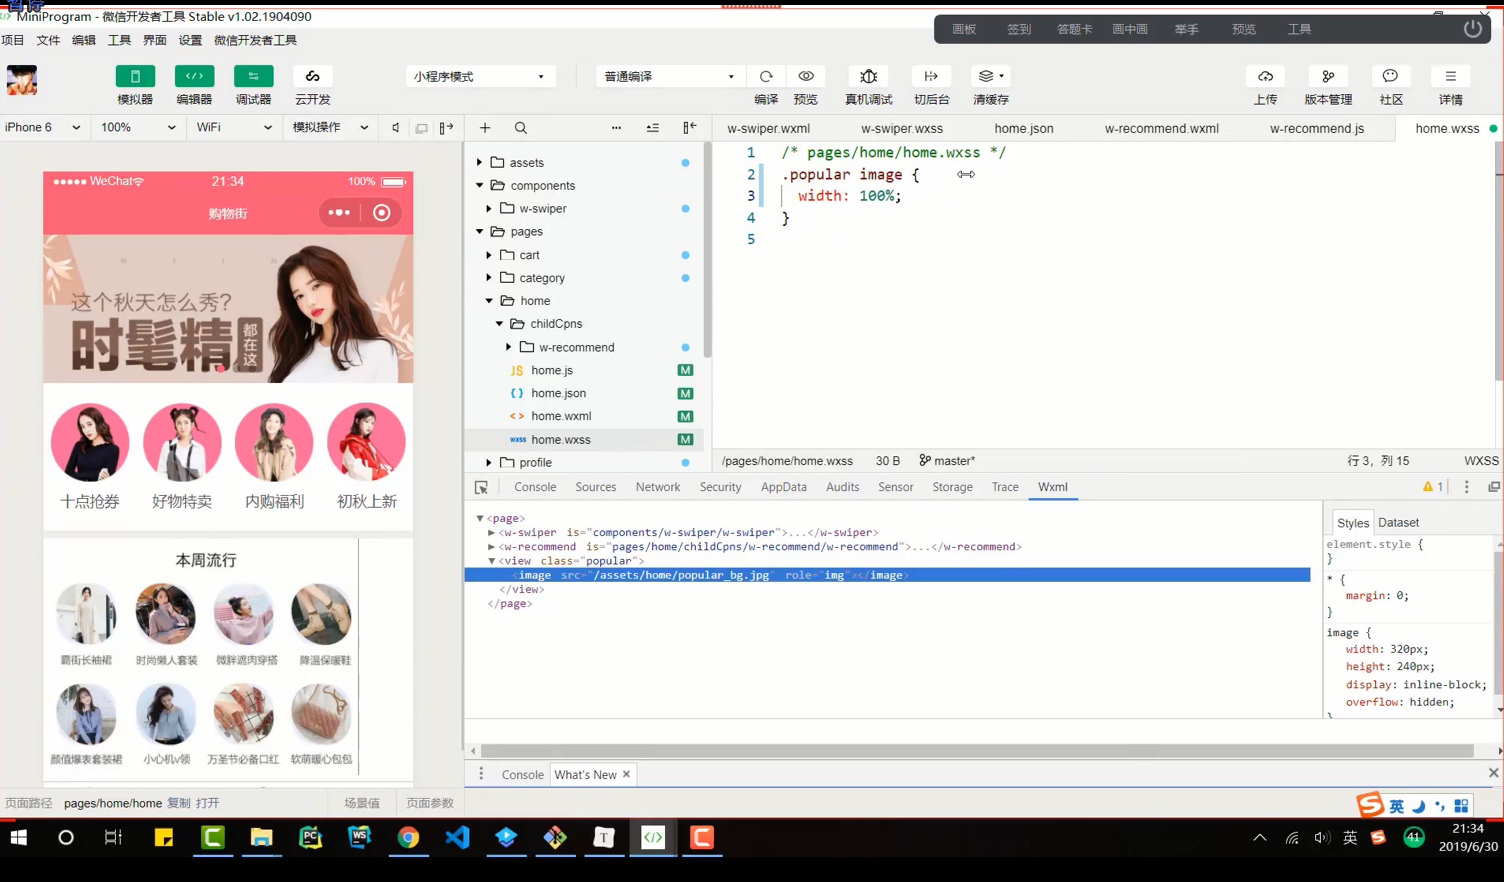 暂停
MiniProgram - 微信开发者工具 Stable v1.02.1904090
项目 文件 编辑 工具 界面 设置 微信开发者工具
画板 签到 答题卡 画中画 举手 预览 工具
模拟器 编辑器 调试器 云开发
小程序模式
普通编译
编译 预览 真机调试 切后台 清缓存
上传 版本管理 社区 详情
iPhone 6 100% WiFi 模拟操作
WeChat 21:34 100%
购物街
这个秋天怎么秀?
时髦精 都在这
十点抢券 好物特卖 内购福利 初秋上新
本周流行
霸街长袖裙 时尚懒人套装 微胖遮肉穿搭 降温保暖鞋
颜值爆表套装裙 小心机v领 万圣节必备口红 软萌暖心包包
页面路径 pages/home/home 复制 打开 场景值 页面参数
assets
components
w-swiper
pages
cart
category
home
childCpns
w-recommend
JS home.js M
{ } home.json M
<> home.wxml M
wxss home.wxss M
profile
w-swiper.wxml w-swiper.wxss home.json w-recommend.wxml w-recommend.js home.wxss
1 /* pages/home/home.wxss */
2 .popular image {
3 width: 100%;
4 }
5
/pages/home/home.wxss 30 B master* 行 3，列 15 WXSS
Console Sources Network Security AppData Audits Sensor Storage Trace Wxml 1
<page>
<w-swiper is="components/w-swiper/w-swiper">...</w-swiper>
<w-recommend is="pages/home/childCpns/w-recommend/w-recommend">...</w-recommend>
<view class="popular">
<image src="/assets/home/popular_bg.jpg" role="img"></image>
</view>
</page>
Styles Dataset
element.style {
}
* {
margin: 0;
}
image {
width: 320px;
height: 240px;
display: inline-block;
overflow: hidden;
}
Console What's New ×
英
PC WS T
英 41
21:34
2019/6/30